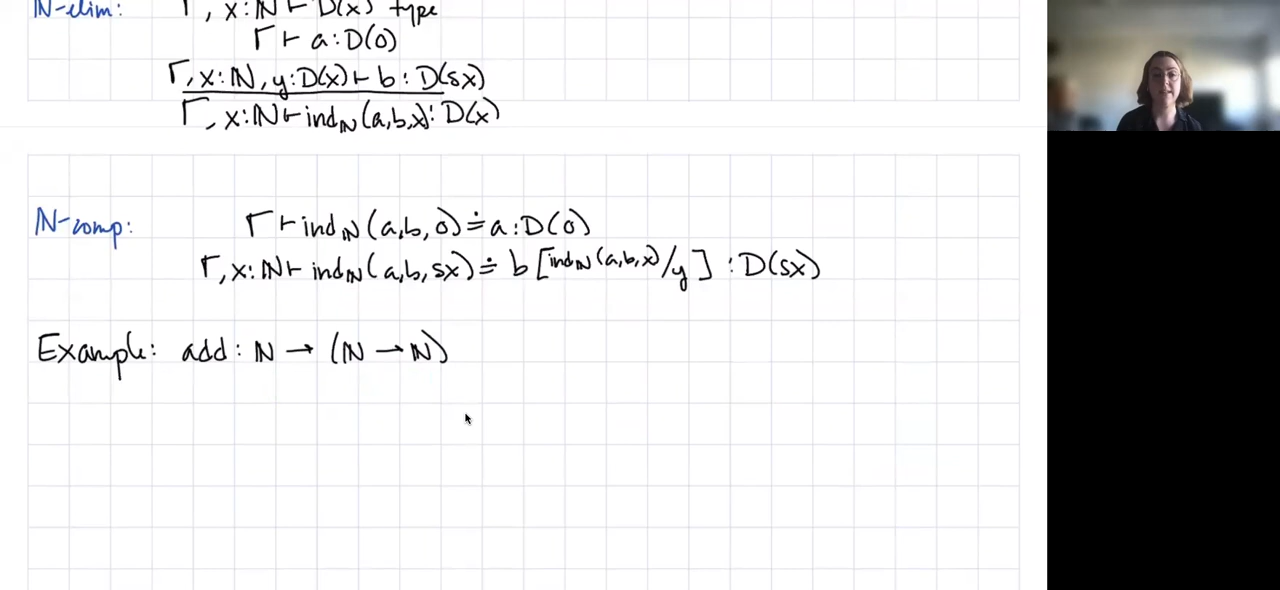 N-elim: Γ, x:ℕ ⊢ D(x) type
Γ ⊢ a:D(0)
Γ, x:ℕ, y:D(x) ⊢ b : D(sx)
Γ, x:ℕ ⊢ ind_ℕ(a,b,x): D(x)
ℕ-comp: Γ ⊢ ind_ℕ(a,b,0) ≐ a:D(0)
Γ, x:ℕ ⊢ ind_ℕ(a,b,sx) ≐ b[ind_ℕ(a,b,x)/y] : D(sx)
Example: add: ℕ → (ℕ → ℕ)